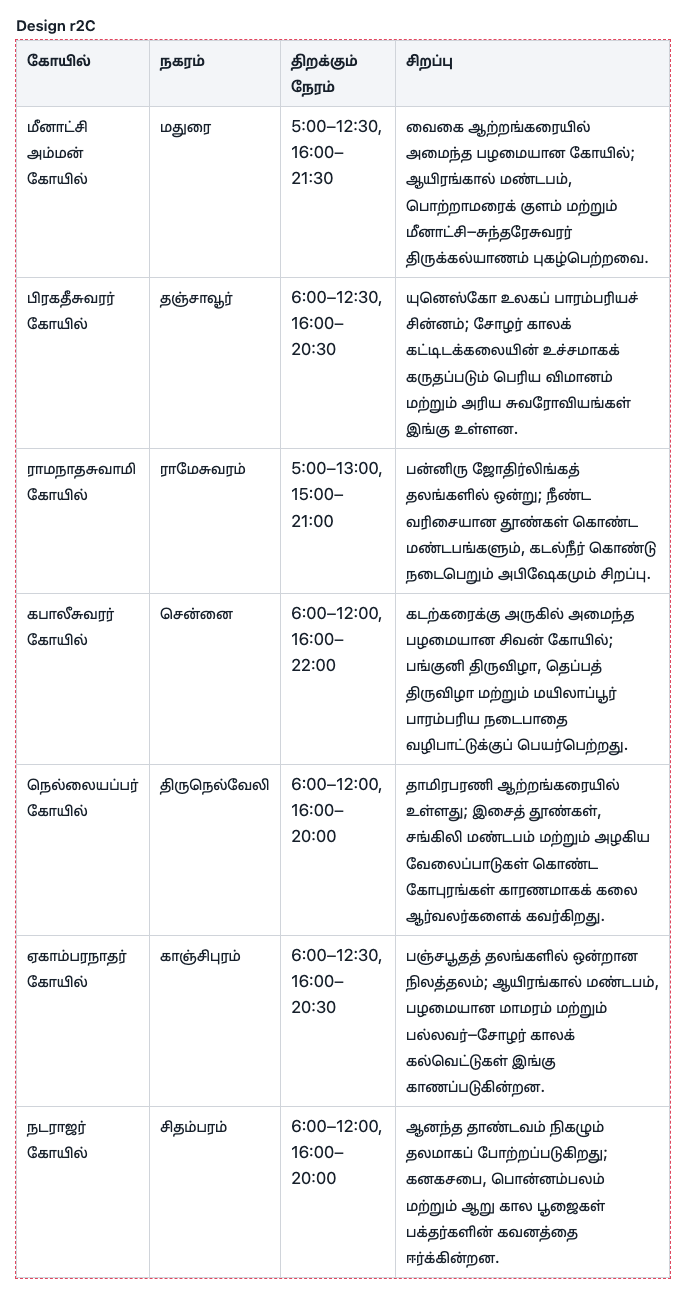 Design r2C
கோயில்
நகரம்
திறக்கும்
நேரம்
சிறப்பு
மீனாட்சி
அம்மன்
கோயில்
மதுரை
5:00–12:30,
16:00–
21:30
வைகை ஆற்றங்கரையில்
அமைந்த பழமையான கோயில்;
ஆயிரங்கால் மண்டபம்,
பொற்றாமரைக் குளம் மற்றும்
மீனாட்சி–சுந்தரேசுவரர்
திருக்கல்யாணம் புகழ்பெற்றவை.
பிரகதீசுவரர்
கோயில்
தஞ்சாவூர்
6:00–12:30,
16:00–
20:30
யுனெஸ்கோ உலகப் பாரம்பரியச்
சின்னம்; சோழர் காலக்
கட்டிடக்கலையின் உச்சமாகக்
கருதப்படும் பெரிய விமானம்
மற்றும் அரிய சுவரோவியங்கள்
இங்கு உள்ளன.
ராமநாதசுவாமி
கோயில்
ராமேசுவரம்
5:00–13:00,
15:00–
21:00
பன்னிரு ஜோதிர்லிங்கத்
தலங்களில் ஒன்று; நீண்ட
வரிசையான தூண்கள் கொண்ட
மண்டபங்களும், கடல்நீர் கொண்டு
நடைபெறும் அபிஷேகமும் சிறப்பு.
கபாலீசுவரர்
கோயில்
சென்னை
6:00–12:00,
16:00–
22:00
கடற்கரைக்கு அருகில் அமைந்த
பழமையான சிவன் கோயில்;
பங்குனி திருவிழா, தெப்பத்
திருவிழா மற்றும் மயிலாப்பூர்
பாரம்பரிய நடைபாதை
வழிபாட்டுக்குப் பெயர்பெற்றது.
நெல்லையப்பர்
கோயில்
திருநெல்வேலி
6:00–12:00,
16:00–
20:00
தாமிரபரணி ஆற்றங்கரையில்
உள்ளது; இசைத் தூண்கள்,
சங்கிலி மண்டபம் மற்றும் அழகிய
வேலைப்பாடுகள் கொண்ட
கோபுரங்கள் காரணமாகக் கலை
ஆர்வலர்களைக் கவர்கிறது.
ஏகாம்பரநாதர்
கோயில்
காஞ்சிபுரம்
6:00–12:30,
16:00–
20:30
பஞ்சபூதத் தலங்களில் ஒன்றான
நிலத்தலம்; ஆயிரங்கால் மண்டபம்,
பழமையான மாமரம் மற்றும்
பல்லவர்–சோழர் காலக்
கல்வெட்டுகள் இங்கு
காணப்படுகின்றன.
நடராஜர்
கோயில்
சிதம்பரம்
6:00–12:00,
16:00–
20:00
ஆனந்த தாண்டவம் நிகழும்
தலமாகப் போற்றப்படுகிறது;
கனகசபை, பொன்னம்பலம்
மற்றும் ஆறு கால பூஜைகள்
பக்தர்களின் கவனத்தை
ஈர்க்கின்றன.